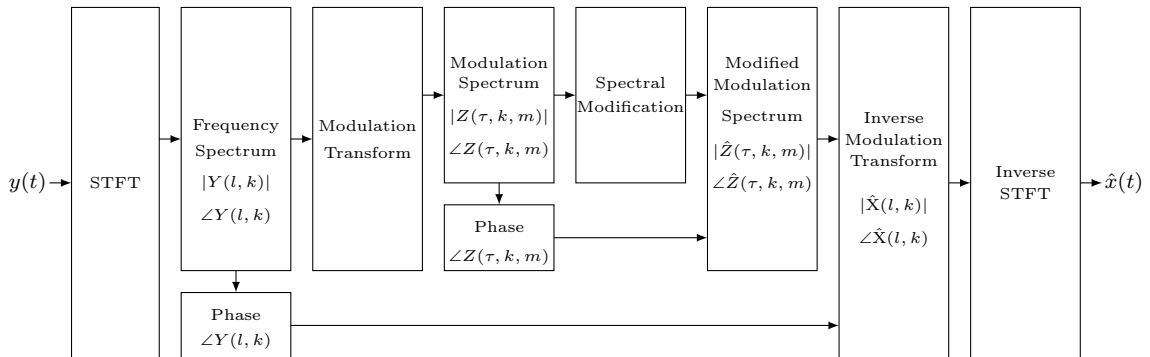 y(t)
STFT
Frequency
Spectrum
|Y(l, k)|
∠Y(l, k)
Phase
∠Y(l, k)
Modulation
Transform
Modulation
Spectrum
|Z(τ, k, m)|
∠Z(τ, k, m)
Phase
∠Z(τ, k, m)
Spectral
Modification
Modified
Modulation
Spectrum
|Ẑ(τ, k, m)|
∠Ẑ(τ, k, m)
Inverse
Modulation
Transform
|X̂(l, k)|
∠X̂(l, k)
Inverse
STFT
x̂(t)